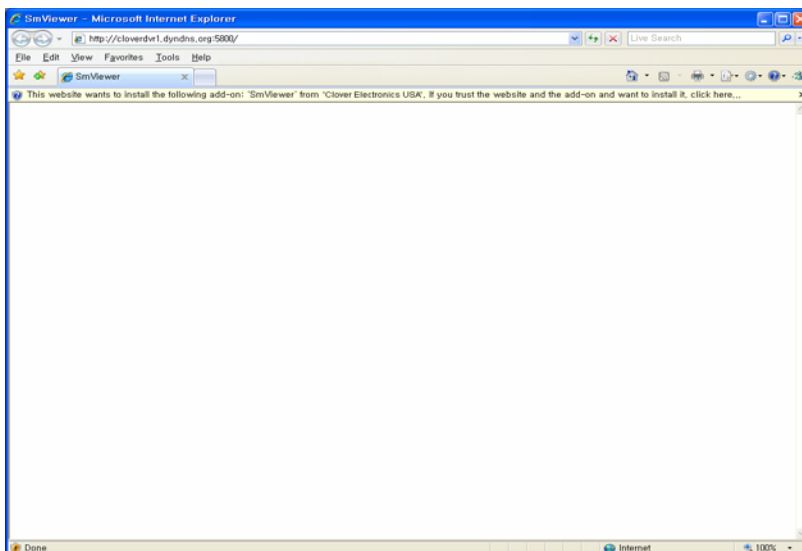 SmViewer - Microsoft Internet Explorer
http://cloverdvr1.dyndns.org:5800/
Live Search
File Edit View Favorites Tools Help
SmViewer
This website wants to install the following add-on: 'SmViewer' from 'Clover Electronics USA'. If you trust the website and the add-on and want to install it, click here...
Done
Internet
100%